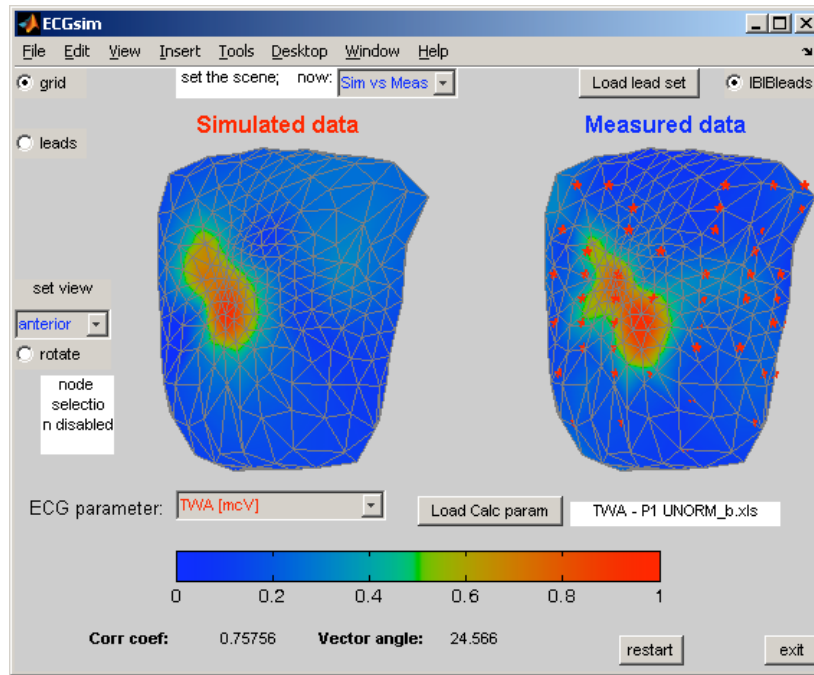 ECGsim
File Edit View Insert Tools Desktop Window Help
grid
set the scene; now: Sim vs Meas
Load lead set
IBIBleads
leads
Simulated data
Measured data
set view
anterior
rotate
node
selectio
n disabled
ECG parameter: TWA [mcV]
Load Calc param
TWA - P1 UNORM_b.xls
0 0.2 0.4 0.6 0.8 1
Corr coef: 0.75756 Vector angle: 24.566
restart
exit